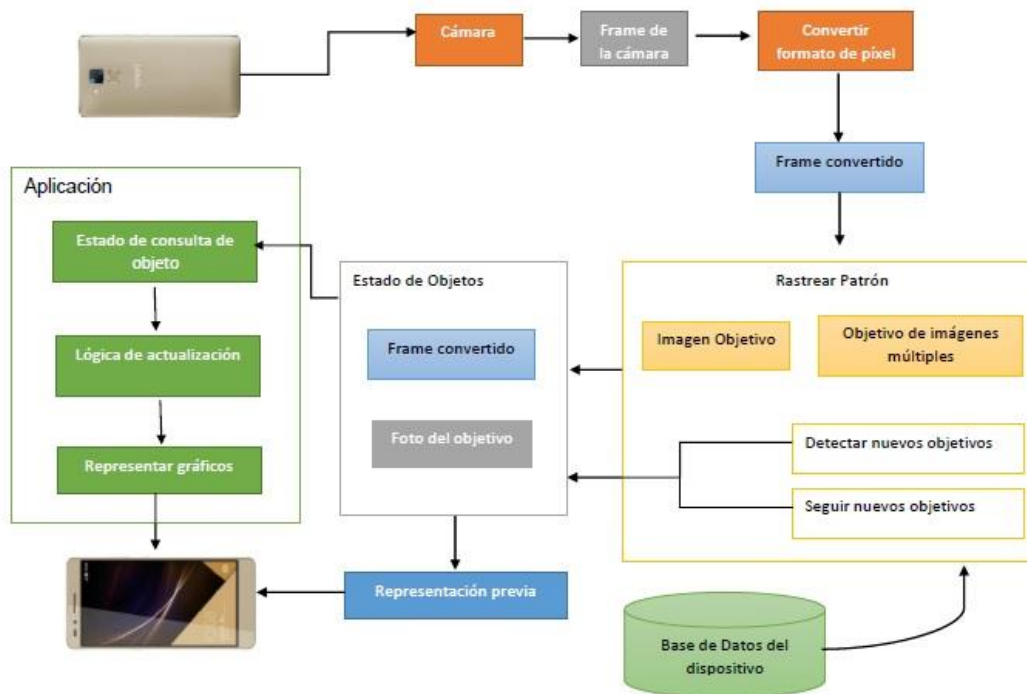 Cámara
Frame de
la cámara
Convertir
formato de píxel
Frame convertido
Aplicación
Estado de consulta de
objeto
Lógica de actualización
Representar gráficos
Estado de Objetos
Frame convertido
Foto del objetivo
Representación previa
Rastrear Patrón
Imagen Objetivo
Objetivo de imágenes
múltiples
Detectar nuevos objetivos
Seguir nuevos objetivos
Base de Datos del
dispositivo